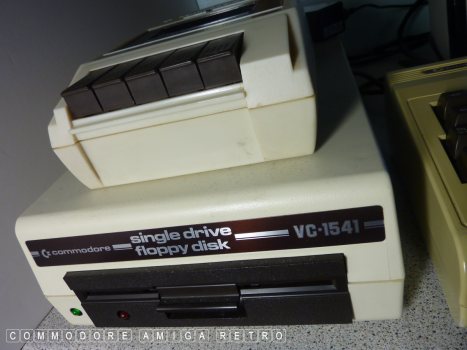 commodore
single drive
floppy disk
VC-1541
COMMODORE AMIGA RETRO